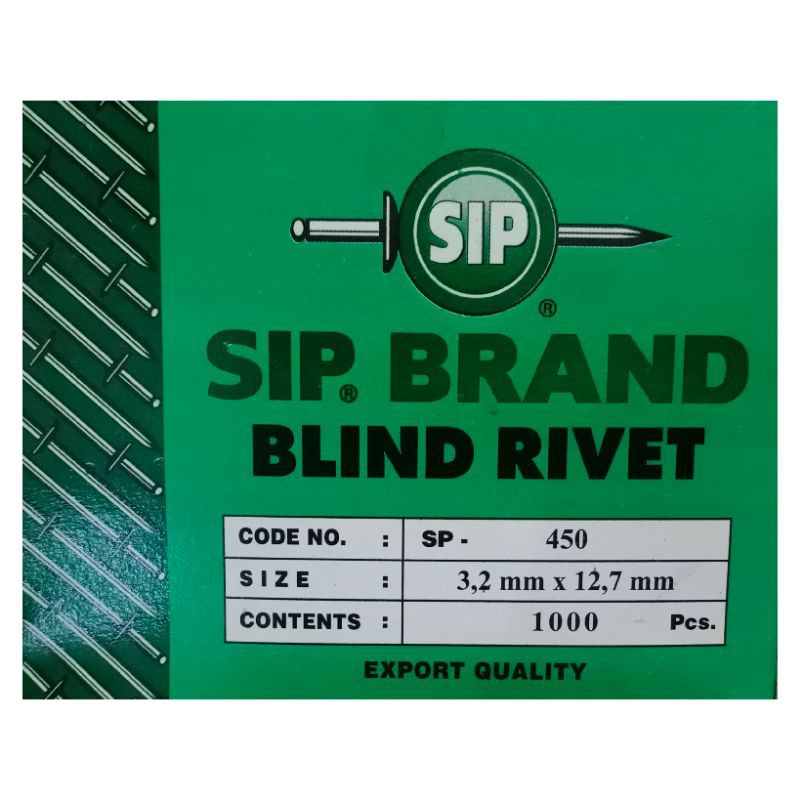 SIP
®
SIP® BRAND
BLIND RIVET
CODE NO. : SP - 450
SIZE : 3,2 mm x 12,7 mm
CONTENTS : 1000 Pcs.
EXPORT QUALITY